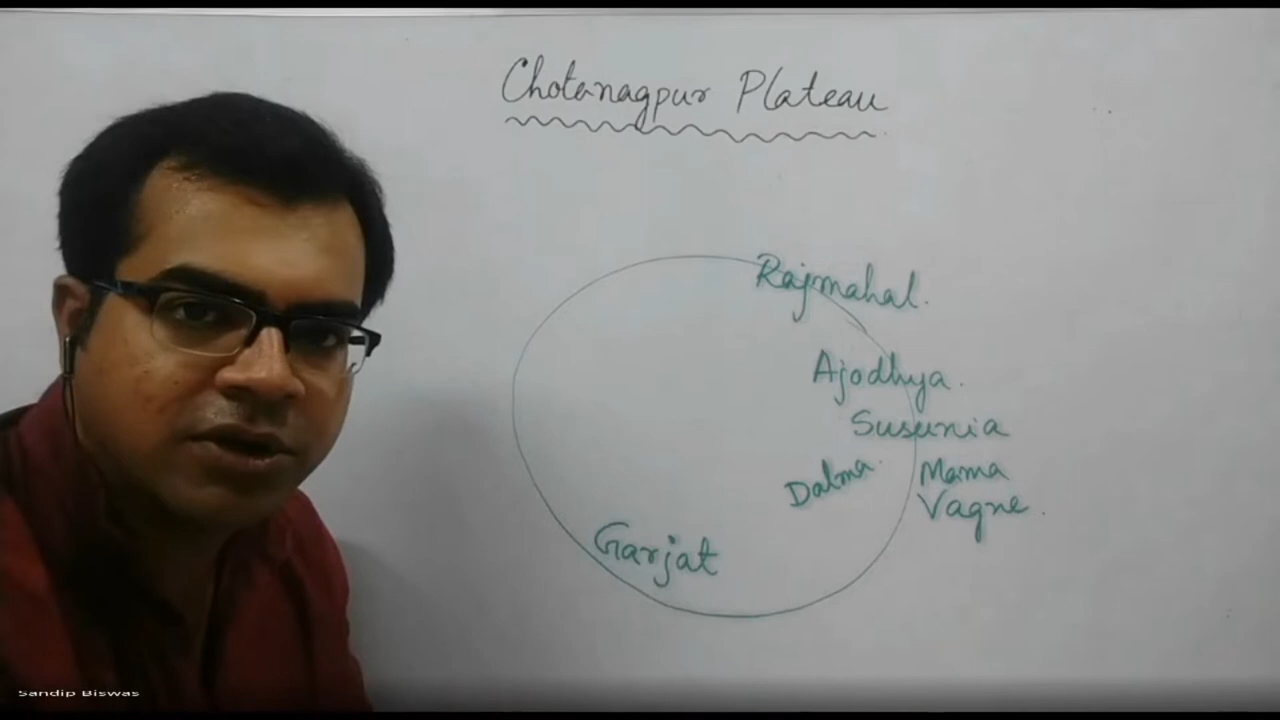 Chotanagpur Plateau
Rajmahal.
Ajodhya.
Susunia
Dalma.
Mama
Vagne.
Garjat
Sandip Biswas